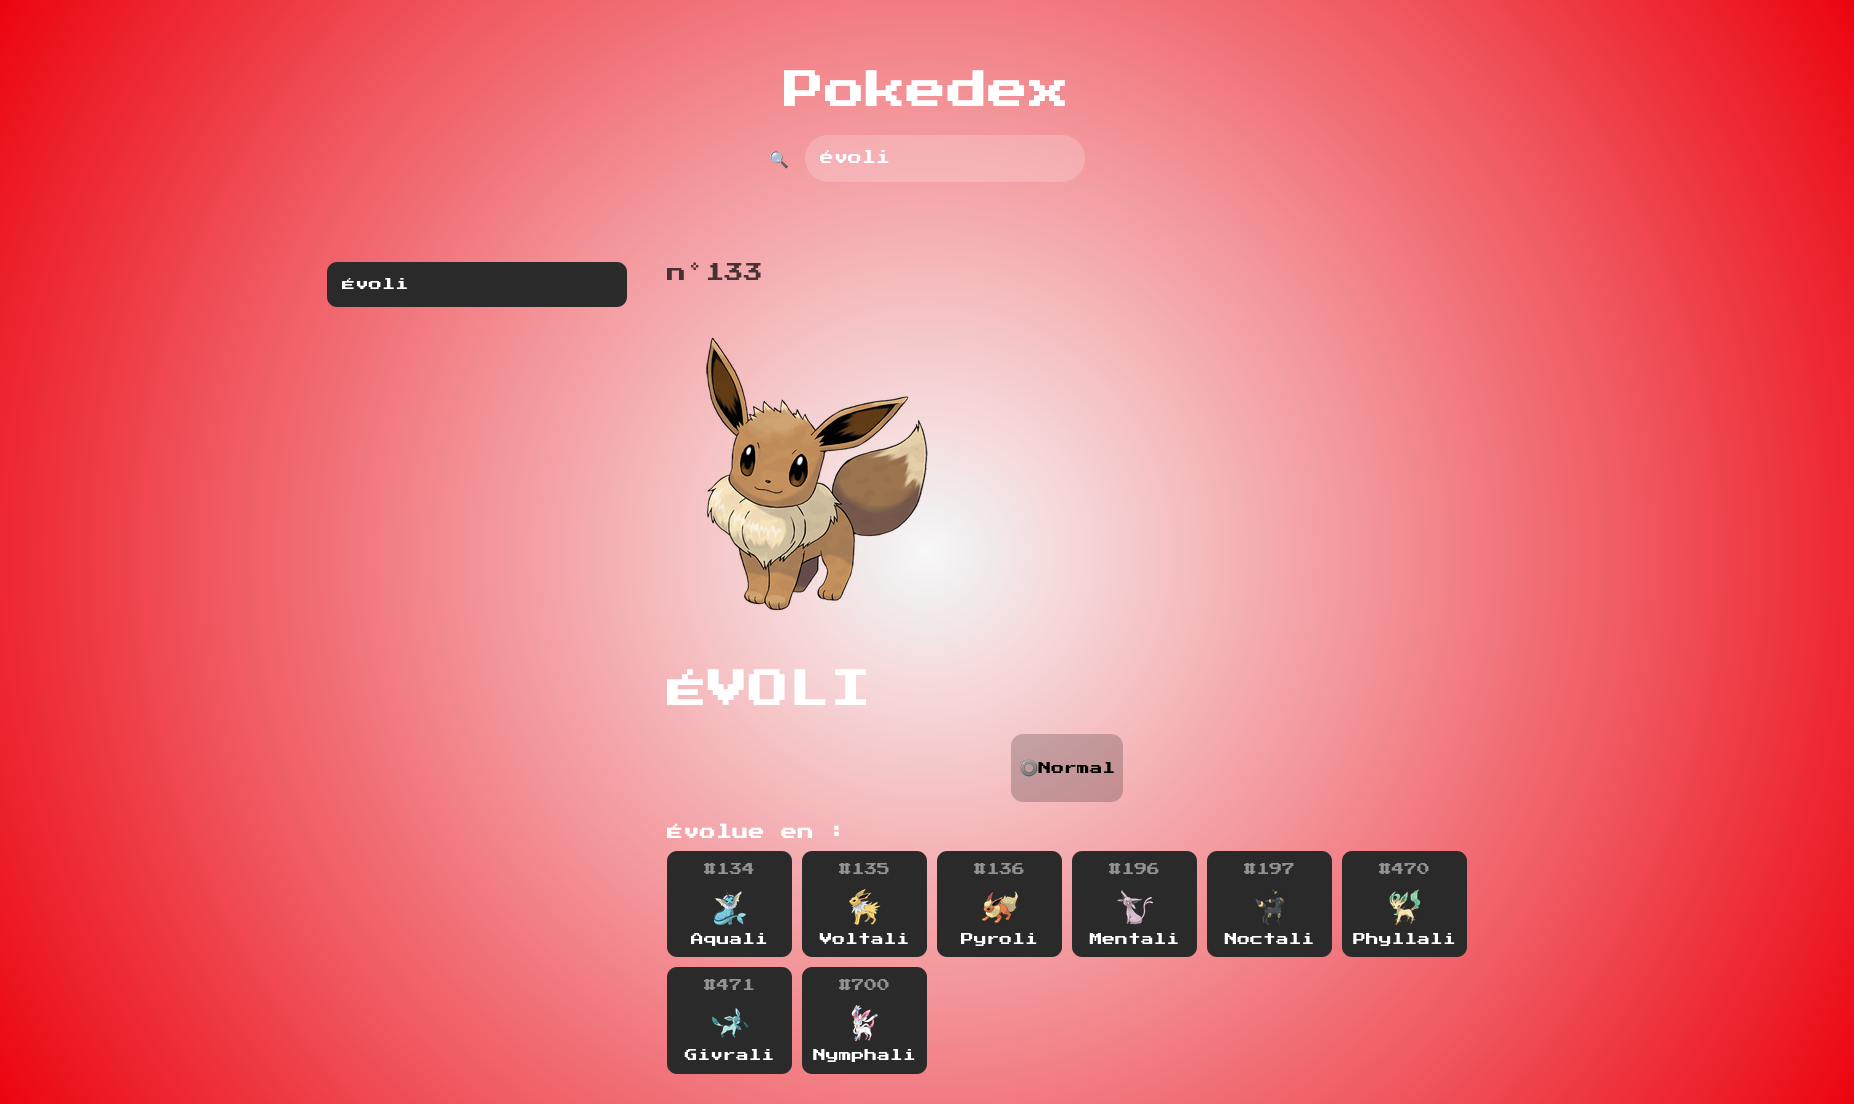 Pokedex
évoli
Évoli
n°133
ÉVOLI
Normal
Évolue en :
#134 #135 #136 #196 #197 #470
Aquali Voltali Pyroli Mentali Noctali Phyllali
#471 #700
Givrali Nymphali